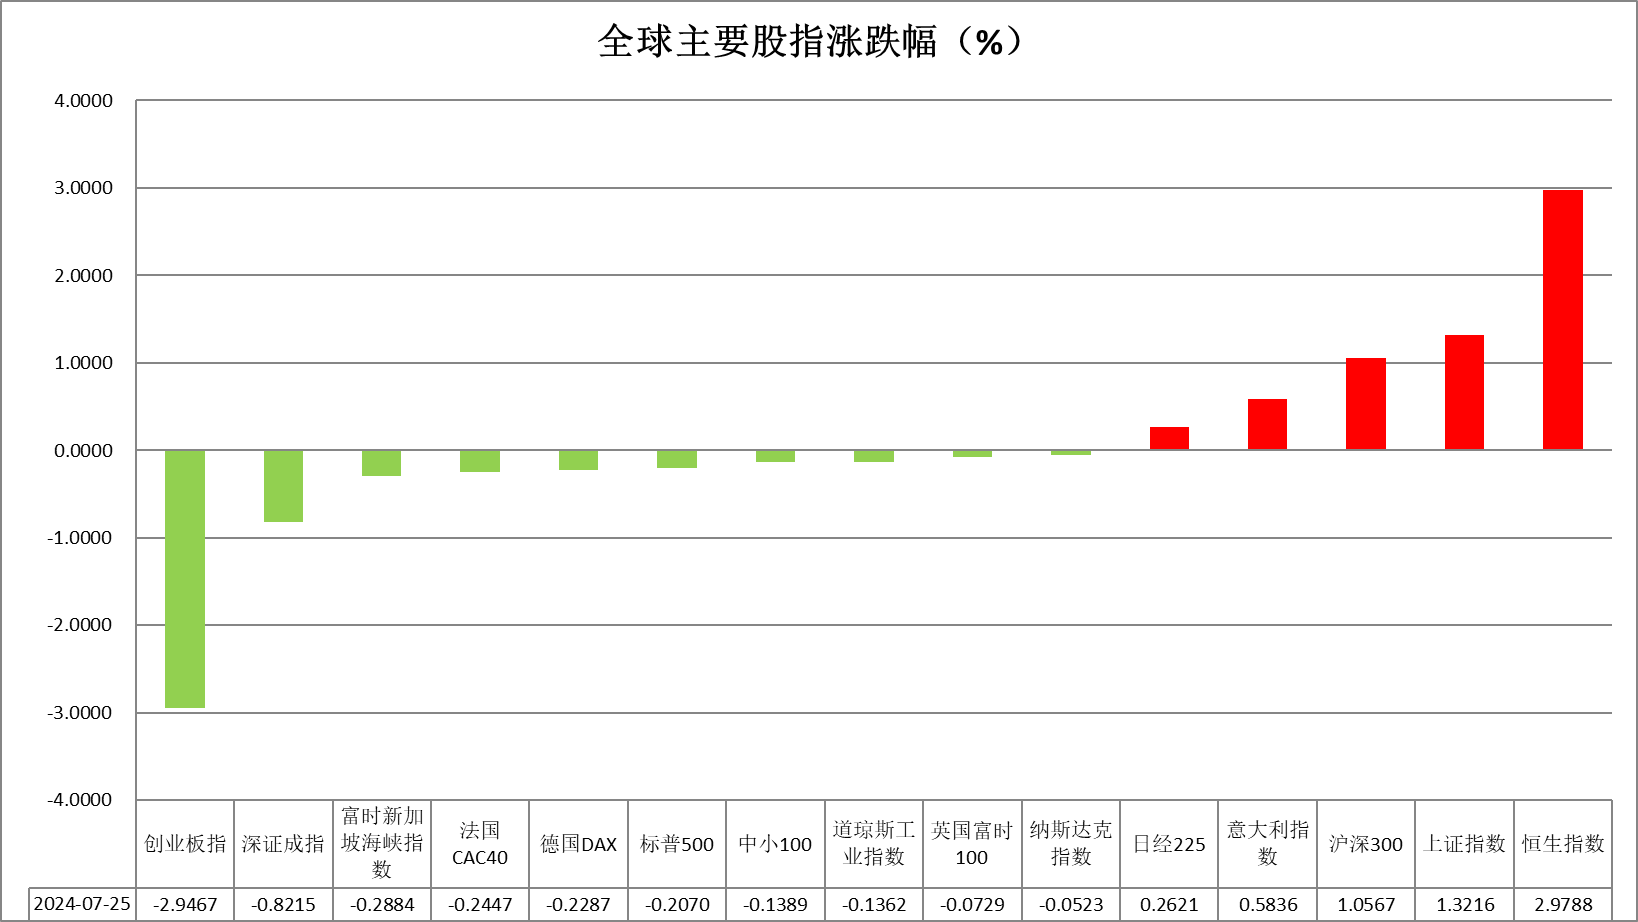 全球主要股指涨跌幅（%）
4.0000
3.0000
2.0000
1.0000
0.0000
-1.0000
-2.0000
-3.0000
-4.0000
创业板指
深证成指
富时新加
坡海峡指
数
法国
CAC40
德国DAX
标普500
中小100
道琼斯工
业指数
英国富时
100
纳斯达克
指数
日经225
意大利指
数
沪深300
上证指数
恒生指数
2024-07-25 -2.9467 -0.8215 -0.2884 -0.2447 -0.2287 -0.2070 -0.1389 -0.1362 -0.0729 -0.0523 0.2621 0.5836 1.0567 1.3216 2.9788